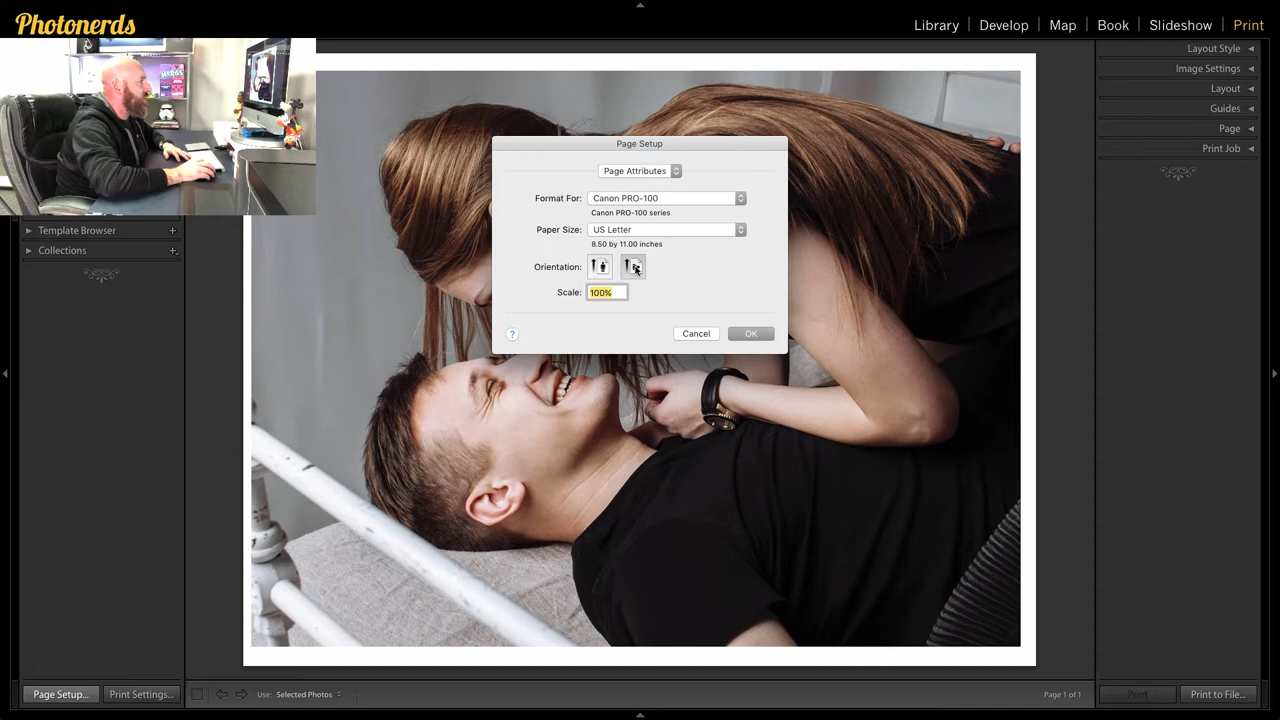 Photonerds
Library | Develop | Map | Book | Slideshow | Print
Layout Style
Image Settings
Layout
Guides
Page
Print Job
Template Browser
Collections
Page Setup
Page Attributes
Format For: Canon PRO-100
Canon PRO-100 series
Paper Size: US Letter
8.50 by 11.00 inches
Orientation:
Scale: 100%
? Cancel OK
Page Setup... Print Settings... Use: Selected Photos Page 1 of 1 Print Print to File...